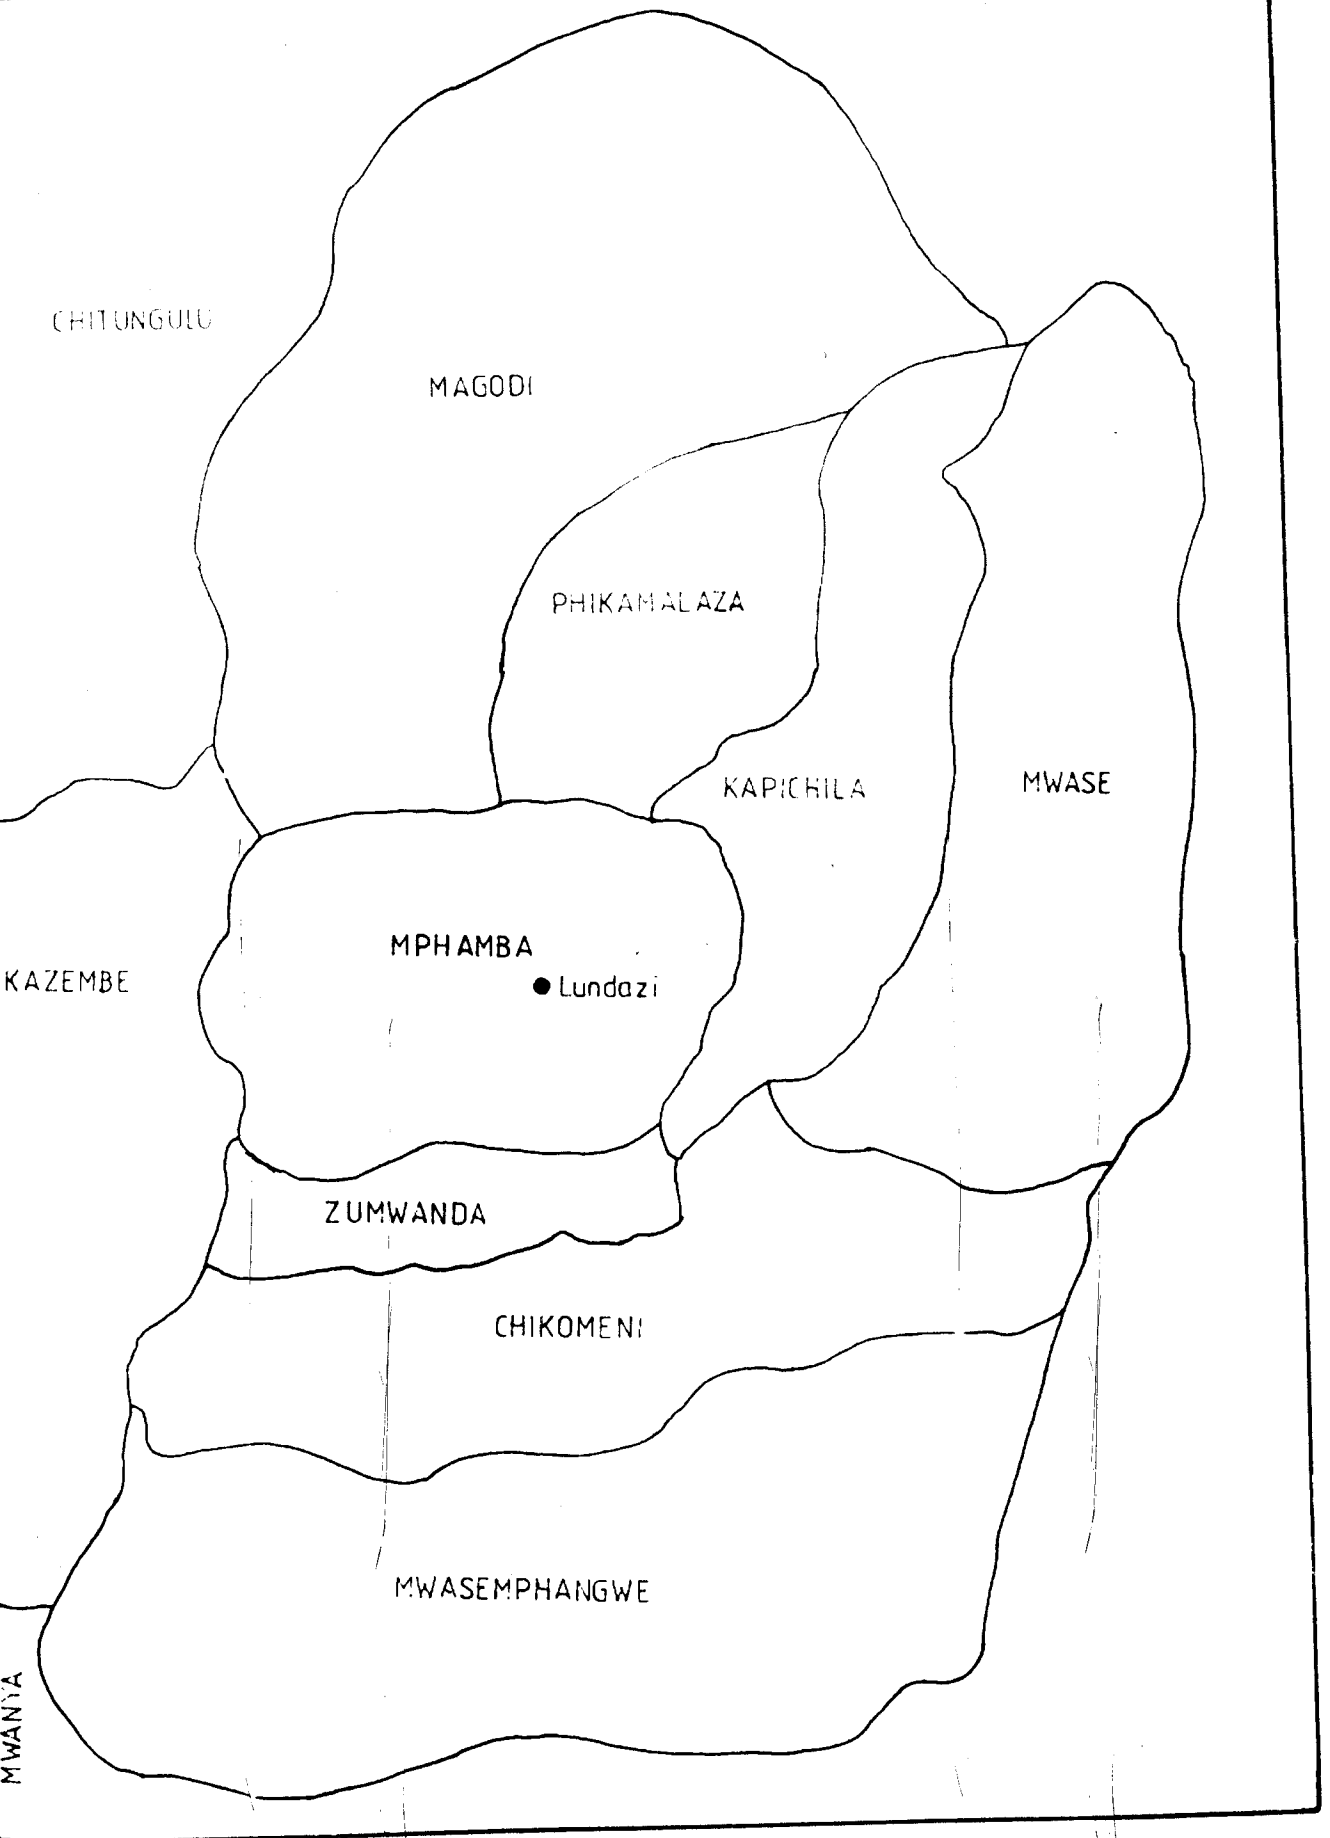 CHITUNGULU
MAGODI
PHIKAMALAZA
KAPICHILA
MWASE
MPHAMBA
Lundazi
KAZEMBE
ZUMWANDA
CHIKOMENI
MWASEMPHANGWE
MWANYA